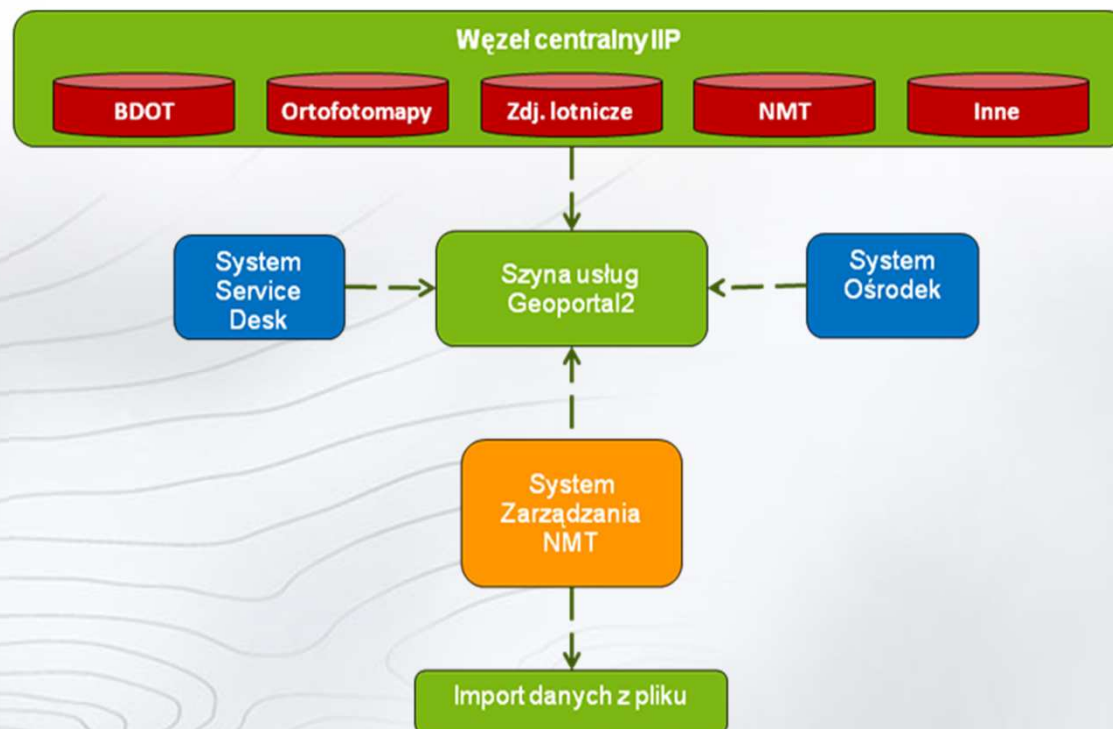 Węzeł centralny IIP
BDOT
Ortofotomapy
Zdj. lotnicze
NMT
Inne
System
Service
Desk
Szyna usług
Geoportal2
System
Ośrodek
System
Zarządzania
NMT
Import danych z pliku